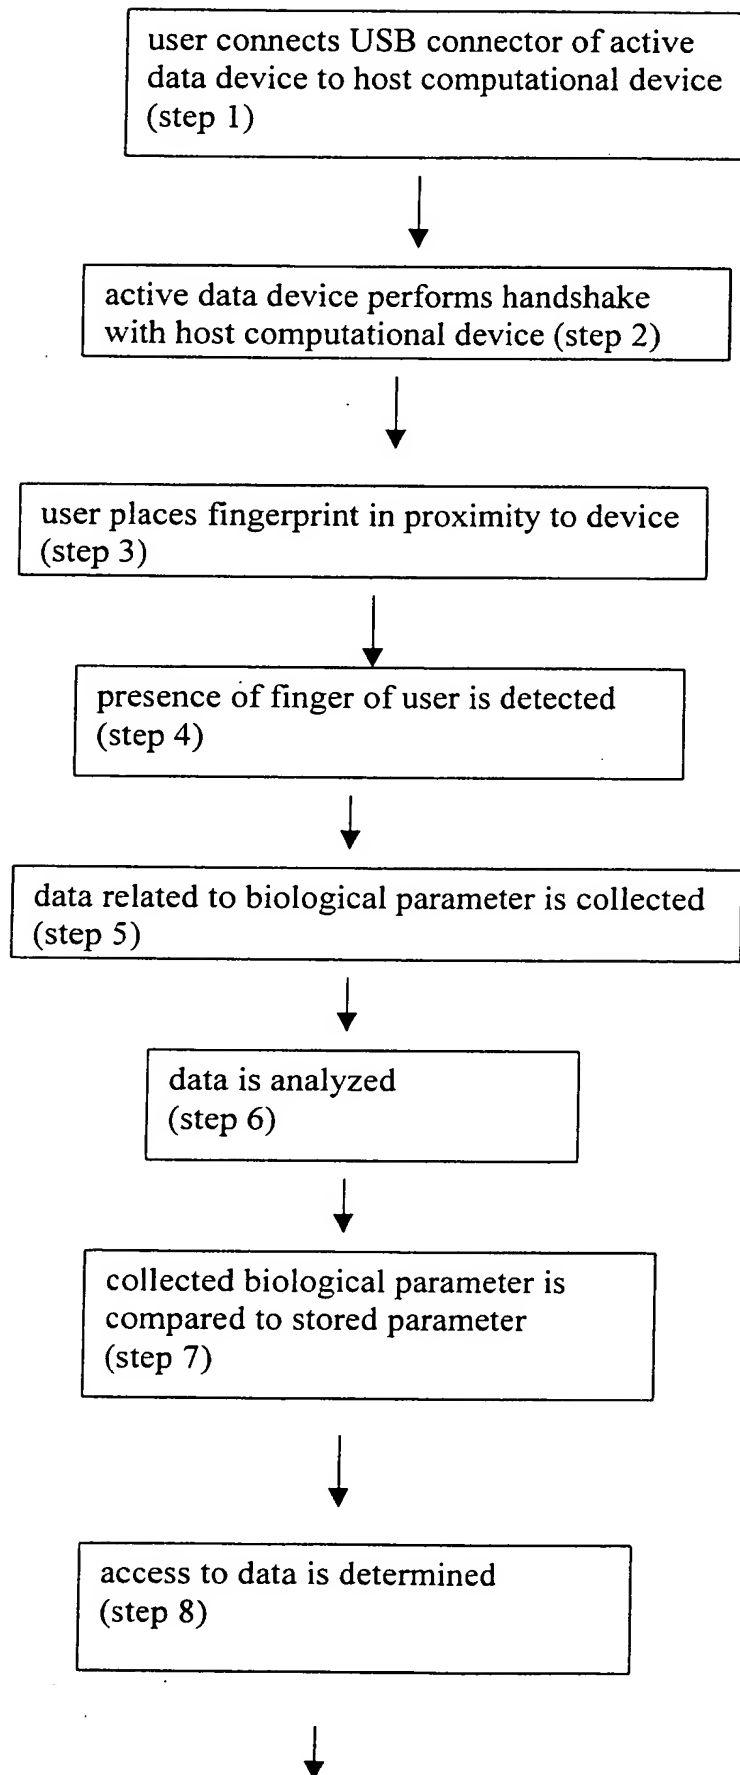 user connects USB connector of active
data device to host computational device
(step 1)
active data device performs handshake
with host computational device (step 2)
user places fingerprint in proximity to device
(step 3)
presence of finger of user is detected
(step 4)
data related to biological parameter is collected
(step 5)
data is analyzed
(step 6)
collected biological parameter is
compared to stored parameter
(step 7)
access to data is determined
(step 8)